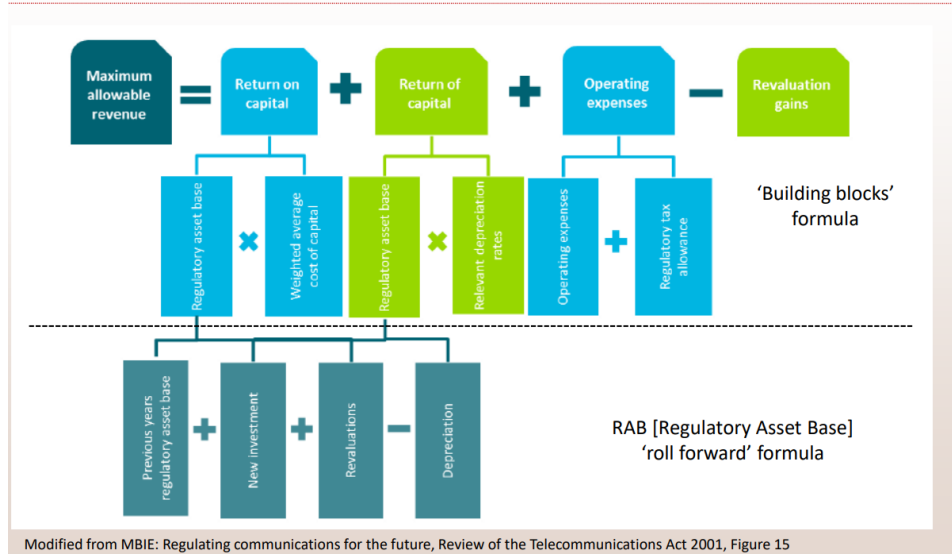 Maximum
allowable
revenue
=
Return on
capital
+
Return of
capital
+
Operating
expenses
−
Revaluation
gains
Regulatory asset base
×
Weighted average
cost of capital
Regulatory asset base
×
Relevant depreciation
rates
Operating expenses
+
Regulatory tax
allowance
‘Building blocks’
formula
Previous years
regulatory asset base
+
New investment
+
Revaluations
−
Depreciation
RAB [Regulatory Asset Base]
‘roll forward’ formula
Modified from MBIE: Regulating communications for the future, Review of the Telecommunications Act 2001, Figure 15